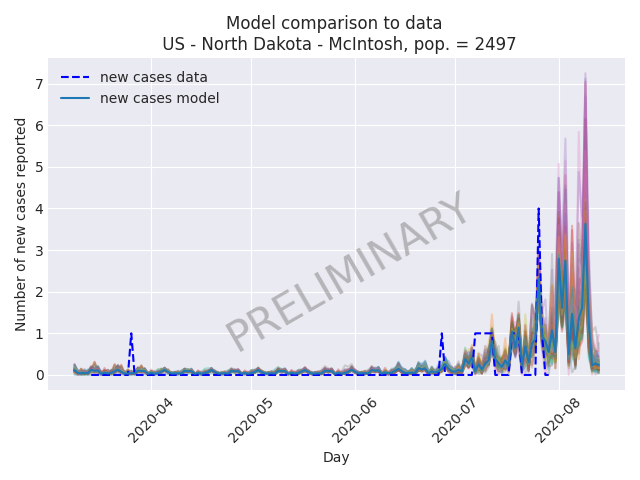 Model comparison to data
US - North Dakota - McIntosh, pop. = 2497
new cases data
new cases model
7
6
5
4
3
2
1
0
Number of new cases reported
PRELIMINARY
2020-04
2020-05
2020-06
2020-07
2020-08
Day